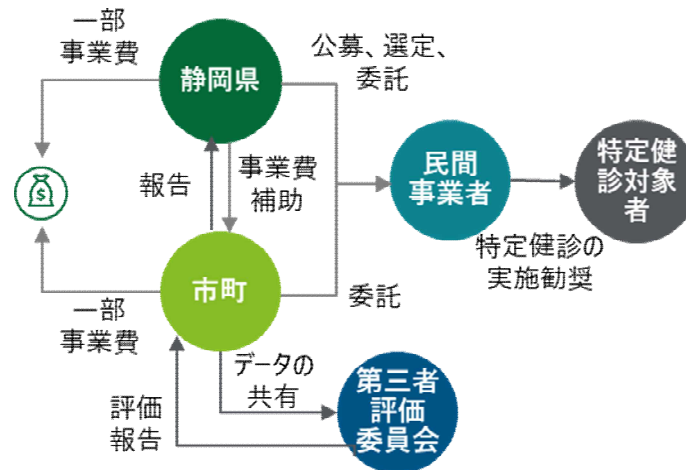 一部
事業費
静岡県
公募、選定、
委託
報告
事業費
補助
民間
事業者
特定健
診対象
者
特定健診の
実施勧奨
$
市町
委託
一部
事業費
データの
共有
評価
報告
第三者
評価
委員会